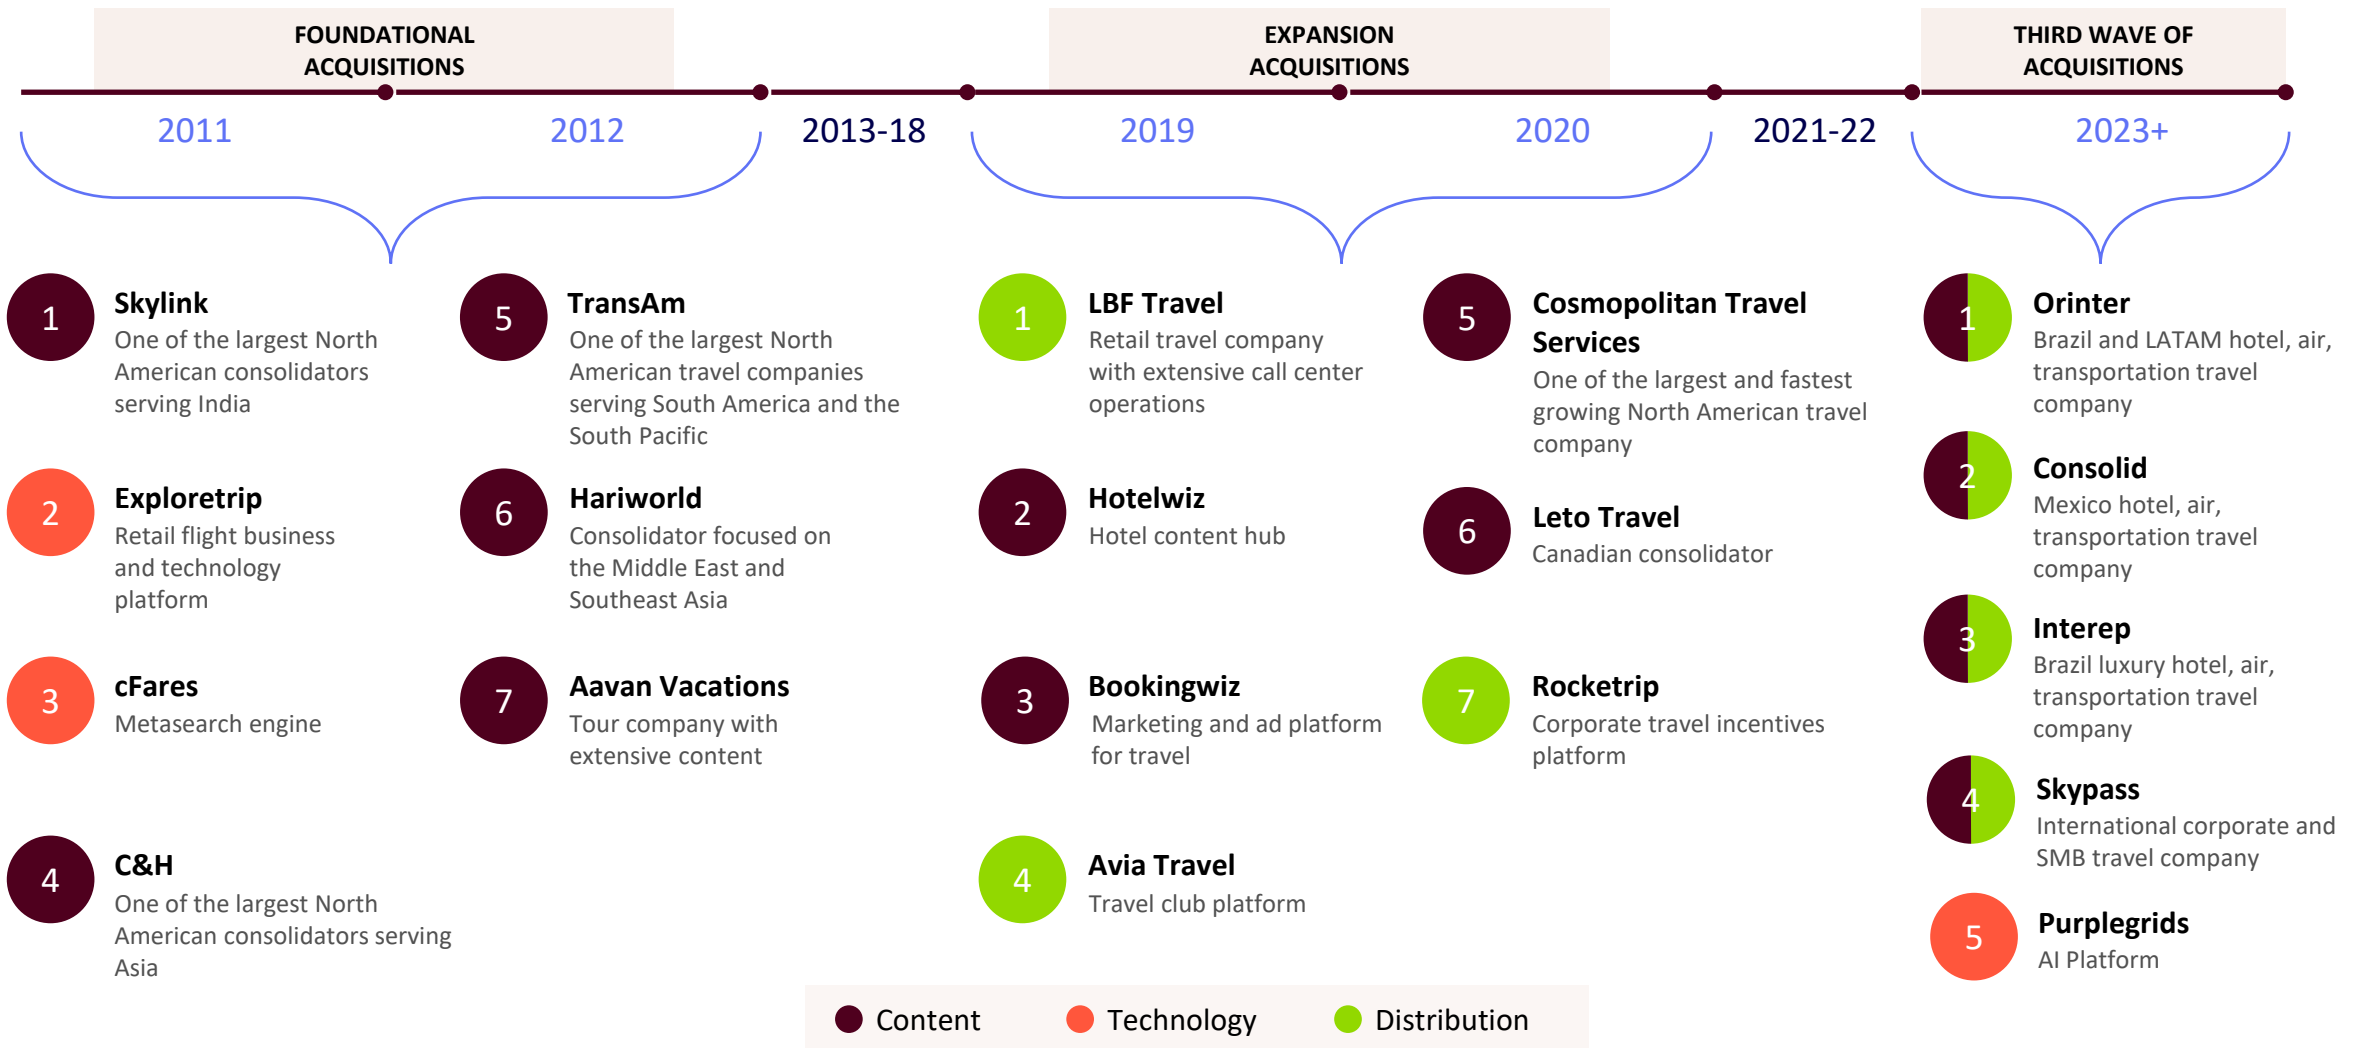 FOUNDATIONAL
ACQUISITIONS
EXPANSION
ACQUISITIONS
THIRD WAVE OF
ACQUISITIONS
2011
2012
2013-18
2019
2020
2021-22
2023+
1
Skylink
One of the largest North
American consolidators
serving India
2
Exploretrip
Retail flight business
and technology
platform
3
cFares
Metasearch engine
4
C&H
One of the largest North
American consolidators serving
Asia
5
TransAm
One of the largest North
American travel companies
serving South America and the
South Pacific
6
Hariworld
Consolidator focused on
the Middle East and
Southeast Asia
7
Aavan Vacations
Tour company with
extensive content
1
LBF Travel
Retail travel company
with extensive call center
operations
2
Hotelwiz
Hotel content hub
3
Bookingwiz
Marketing and ad platform
for travel
4
Avia Travel
Travel club platform
5
Cosmopolitan Travel
Services
One of the largest and fastest
growing North American travel
company
6
Leto Travel
Canadian consolidator
7
Rocketrip
Corporate travel incentives
platform
1
Orinter
Brazil and LATAM hotel, air,
transportation travel
company
2
Consolid
Mexico hotel, air,
transportation travel
company
3
Interep
Brazil luxury hotel, air,
transportation travel
company
4
Skypass
International corporate and
SMB travel company
5
Purplegrids
AI Platform
Content
Technology
Distribution